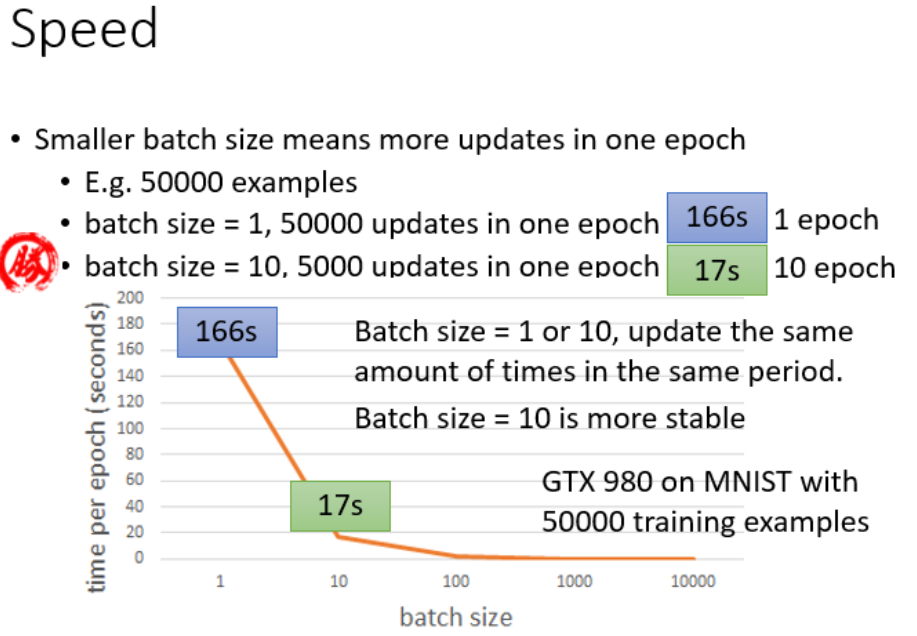 Speed
• Smaller batch size means more updates in one epoch
• E.g. 50000 examples
• batch size = 1, 50000 updates in one epoch 166s 1 epoch
勝 • batch size = 10, 5000 updates in one epoch 17s 10 epoch
200
180
160
140
120
100
80
60
40
20
0
time per epoch (seconds)
166s
17s
Batch size = 1 or 10, update the same
amount of times in the same period.
Batch size = 10 is more stable
GTX 980 on MNIST with
50000 training examples
1 10 100 1000 10000
batch size